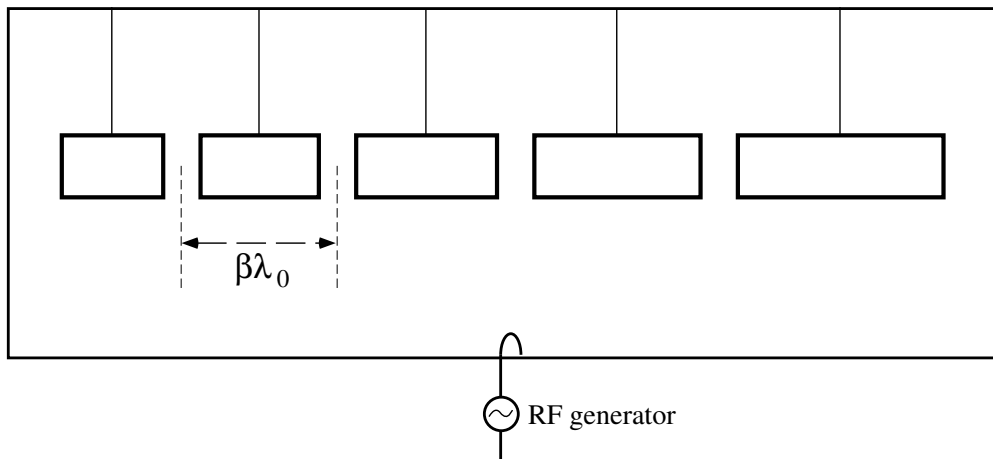 βλ₀
RF generator